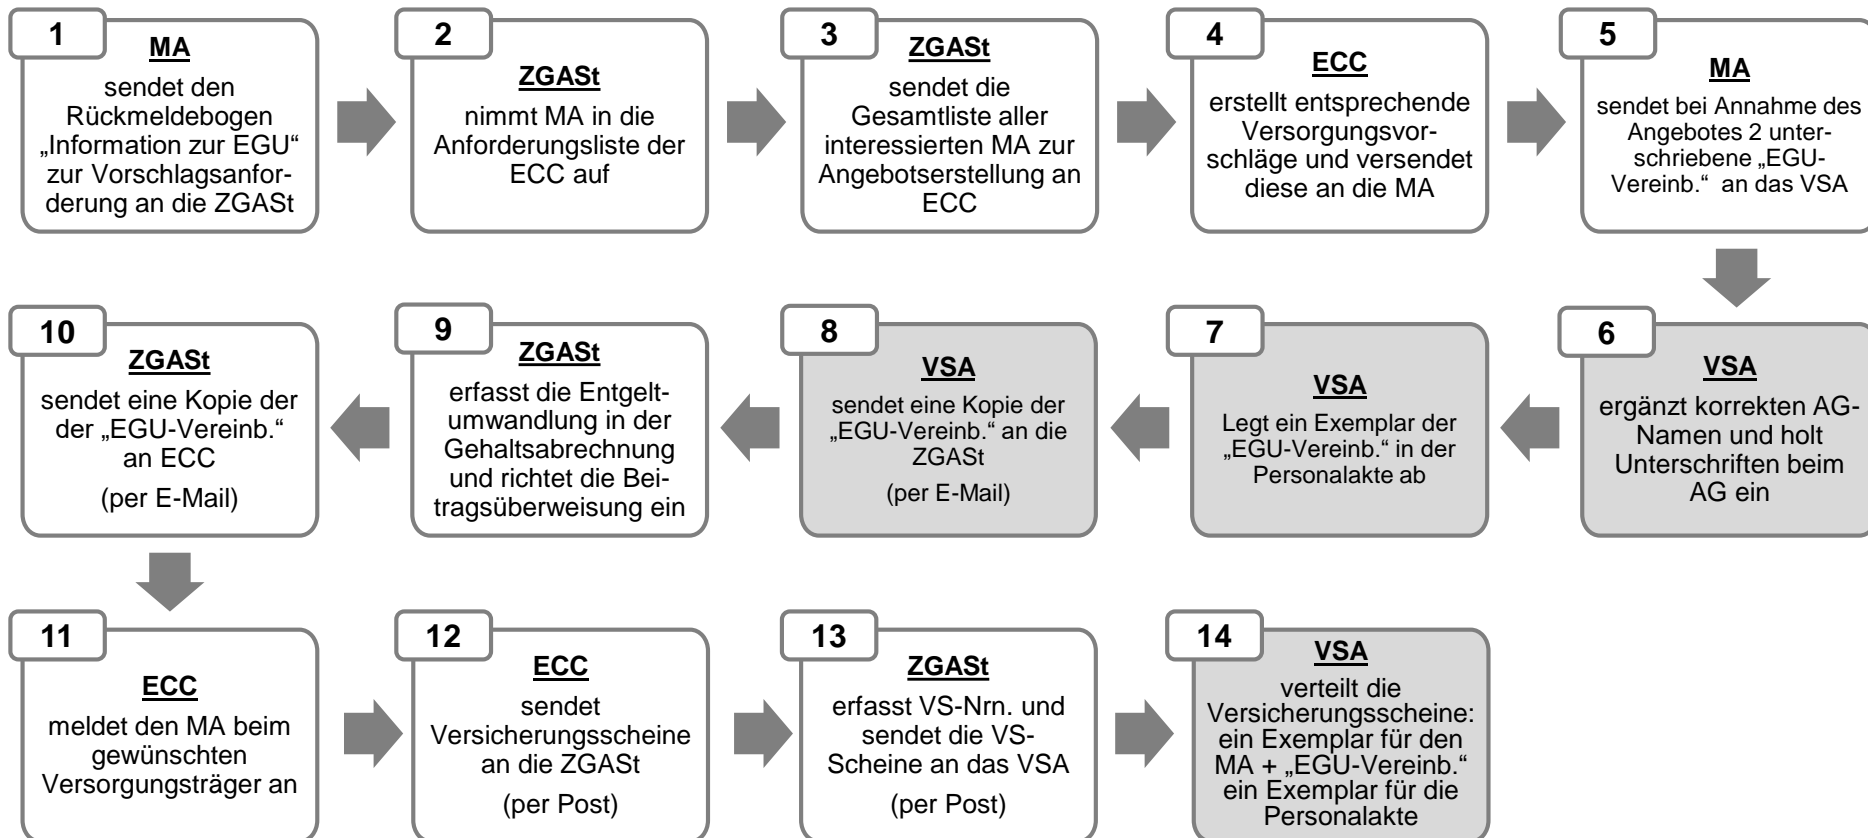 1
MA
sendet den
Rückmeldebogen
„Information zur EGU“
zur Vorschlagsanfor-
derung an die ZGASt
2
ZGASt
nimmt MA in die
Anforderungsliste der
ECC auf
3
ZGASt
sendet die
Gesamtliste aller
interessierten MA zur
Angebotserstellung an
ECC
4
ECC
erstellt entsprechende
Versorgungsvor-
schläge und versendet
diese an die MA
5
MA
sendet bei Annahme des
Angebotes 2 unter-
schriebene „EGU-
Vereinb.“ an das VSA
6
VSA
ergänzt korrekten AG-
Namen und holt
Unterschriften beim
AG ein
7
VSA
Legt ein Exemplar der
„EGU-Vereinb.“ in der
Personalakte ab
8
VSA
sendet eine Kopie der
„EGU-Vereinb.“ an die
ZGASt
(per E-Mail)
9
ZGASt
erfasst die Entgelt-
umwandlung in der
Gehaltsabrechnung
und richtet die Bei-
tragsüberweisung ein
10
ZGASt
sendet eine Kopie der
der „EGU-Vereinb.“
an ECC
(per E-Mail)
11
ECC
meldet den MA beim
gewünschten
Versorgungsträger an
12
ECC
sendet
Versicherungsscheine
an die ZGASt
(per Post)
13
ZGASt
erfasst VS-Nrn. und
sendet die VS-
Scheine an das VSA
(per Post)
14
VSA
verteilt die
Versicherungsscheine:
ein Exemplar für den
MA + „EGU-Vereinb.“
ein Exemplar für die
Personalakte